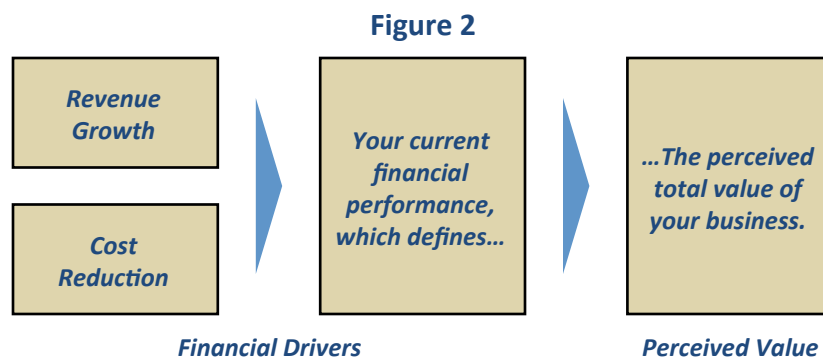 Figure 2
Revenue
Growth
Cost
Reduction
Your current
financial
performance,
which defines…
…The perceived
total value of
your business.
Financial Drivers
Perceived Value